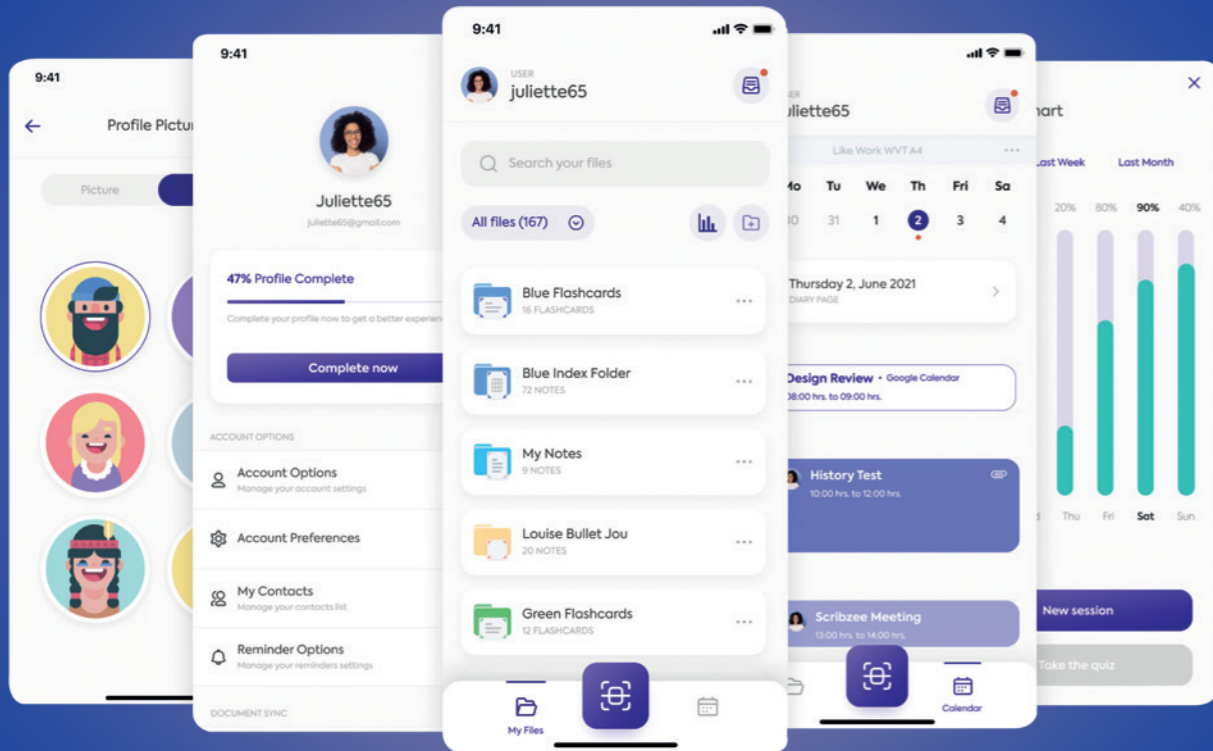 9:41
Profile Pictu
Picture
9:41
Juliette65
juliette65@gmail.com
47% Profile Complete
Complete your profile now to get a better experien
Complete now
ACCOUNT OPTIONS
Account Options
Manage your account settings
Account Preferences
My Contacts
Manage your contacts list
Reminder Options
Manage your reminders settings
DOCUMENT SYNC
9:41
USER
juliette65
Search your files
All files (167)
Blue Flashcards
16 FLASHCARDS
Blue Index Folder
72 NOTES
My Notes
9 NOTES
Louise Bullet Jou
20 NOTES
Green Flashcards
12 FLASHCARDS
My Files
uliette65
Like Work WVT A4
Mo Tu We Th Fri Sa
30 31 1 2 3 4
Thursday 2, June 2021
DIARY PAGE
Design Review • Google Calendar
08:00 hrs. to 09:00 hrs.
History Test
10:00 hrs. to 12:00 hrs.
Scribzee Meeting
13:00 hrs. to 14:00 hrs.
Calendar
hart
Last Week Last Month
20% 80% 90% 40%
Thu Fri Sat Sun
New session
Take the quiz